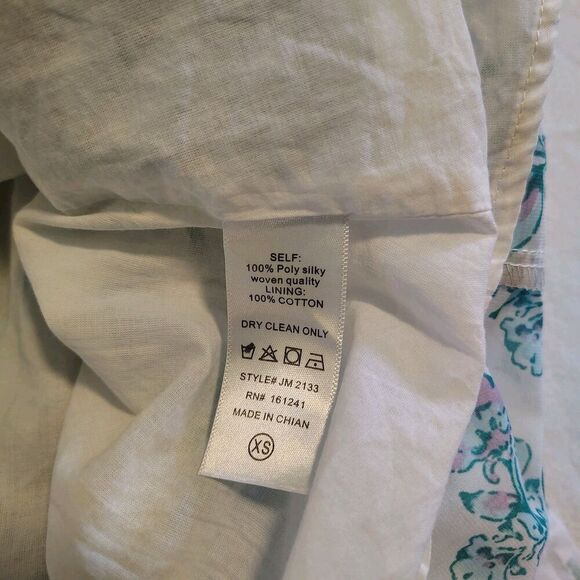 SELF:
100% Poly silky
woven quality
LINING:
100% COTTON
DRY CLEAN ONLY
STYLE# JM 2133
RN# 161241
MADE IN CHIAN
XS